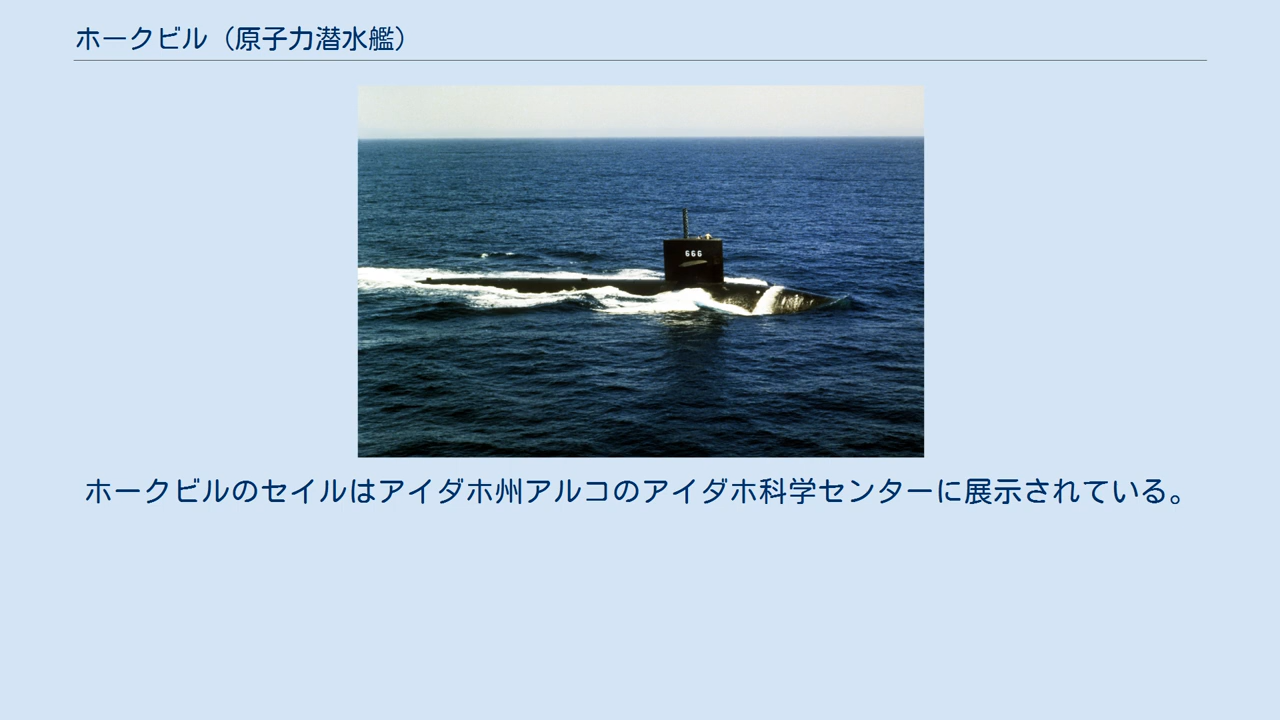 ホークビル（原子力潜水艦）
666
ホークビルのセイルはアイダホ州アルコのアイダホ科学センターに展示されている。